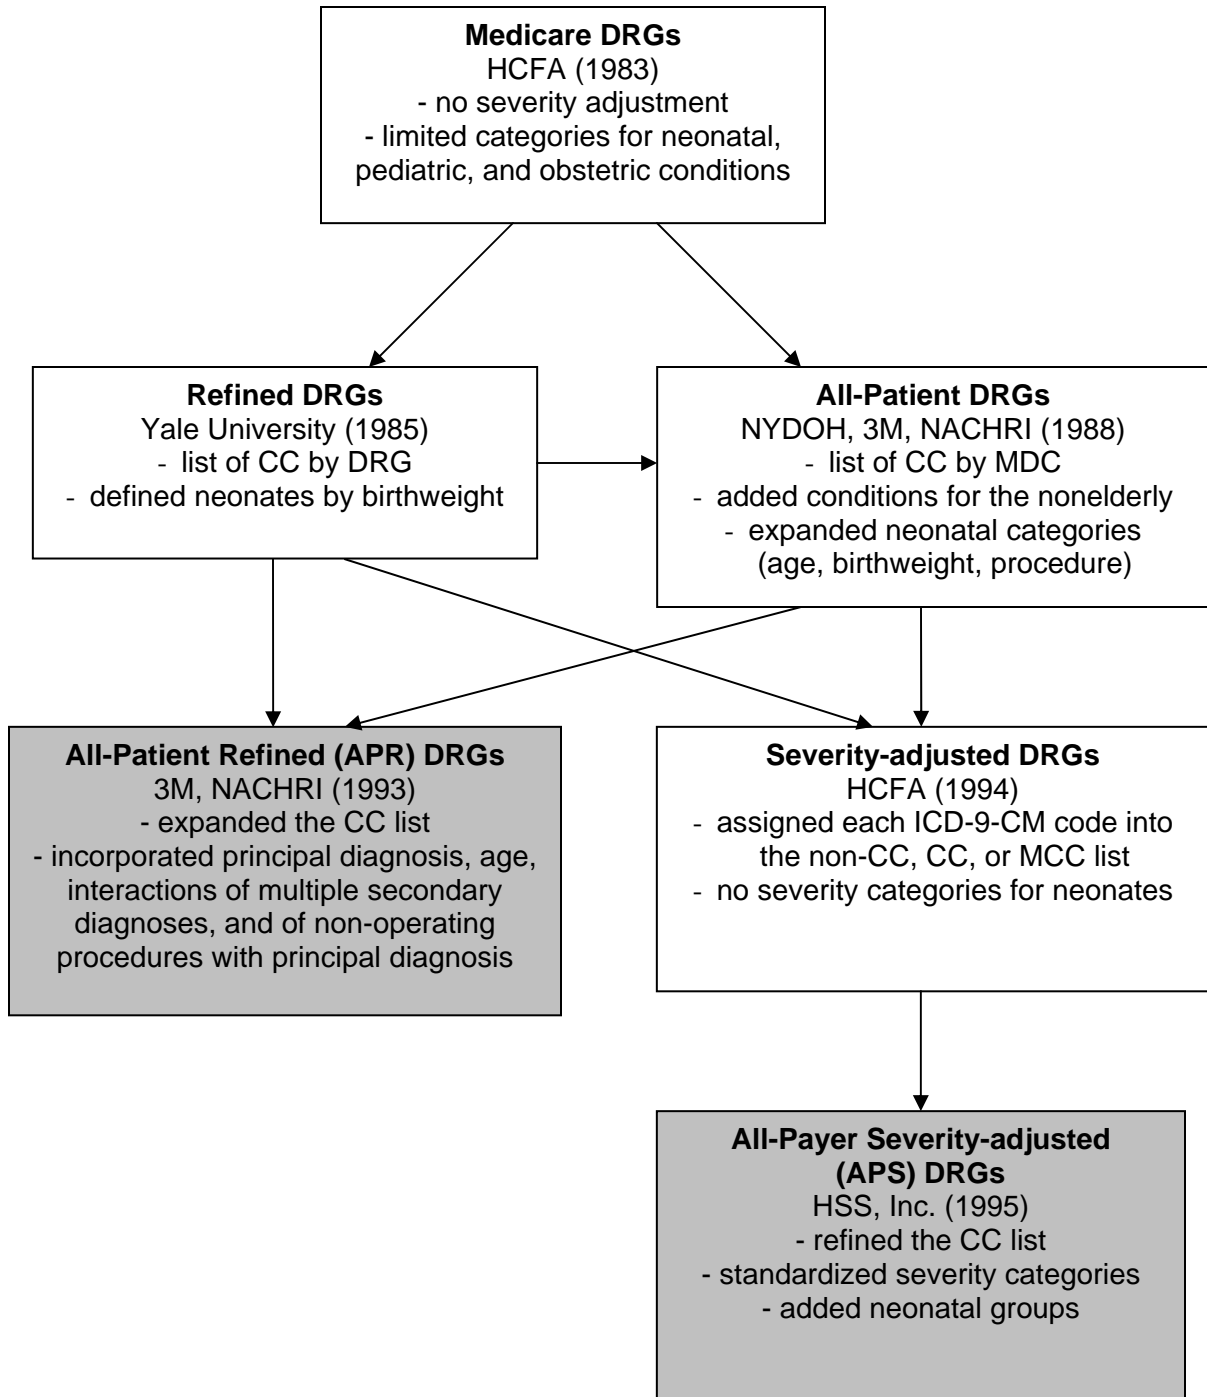 Medicare DRGs
HCFA (1983)
- no severity adjustment
- limited categories for neonatal,
pediatric, and obstetric conditions
Refined DRGs
Yale University (1985)
- list of CC by DRG
- defined neonates by birthweight
All-Patient DRGs
NYDOH, 3M, NACHRI (1988)
- list of CC by MDC
- added conditions for the nonelderly
- expanded neonatal categories
(age, birthweight, procedure)
All-Patient Refined (APR) DRGs
3M, NACHRI (1993)
- expanded the CC list
- incorporated principal diagnosis, age,
interactions of multiple secondary
diagnoses, and of non-operating
procedures with principal diagnosis
Severity-adjusted DRGs
HCFA (1994)
- assigned each ICD-9-CM code into
the non-CC, CC, or MCC list
- no severity categories for neonates
All-Payer Severity-adjusted
(APS) DRGs
HSS, Inc. (1995)
- refined the CC list
- standardized severity categories
- added neonatal groups